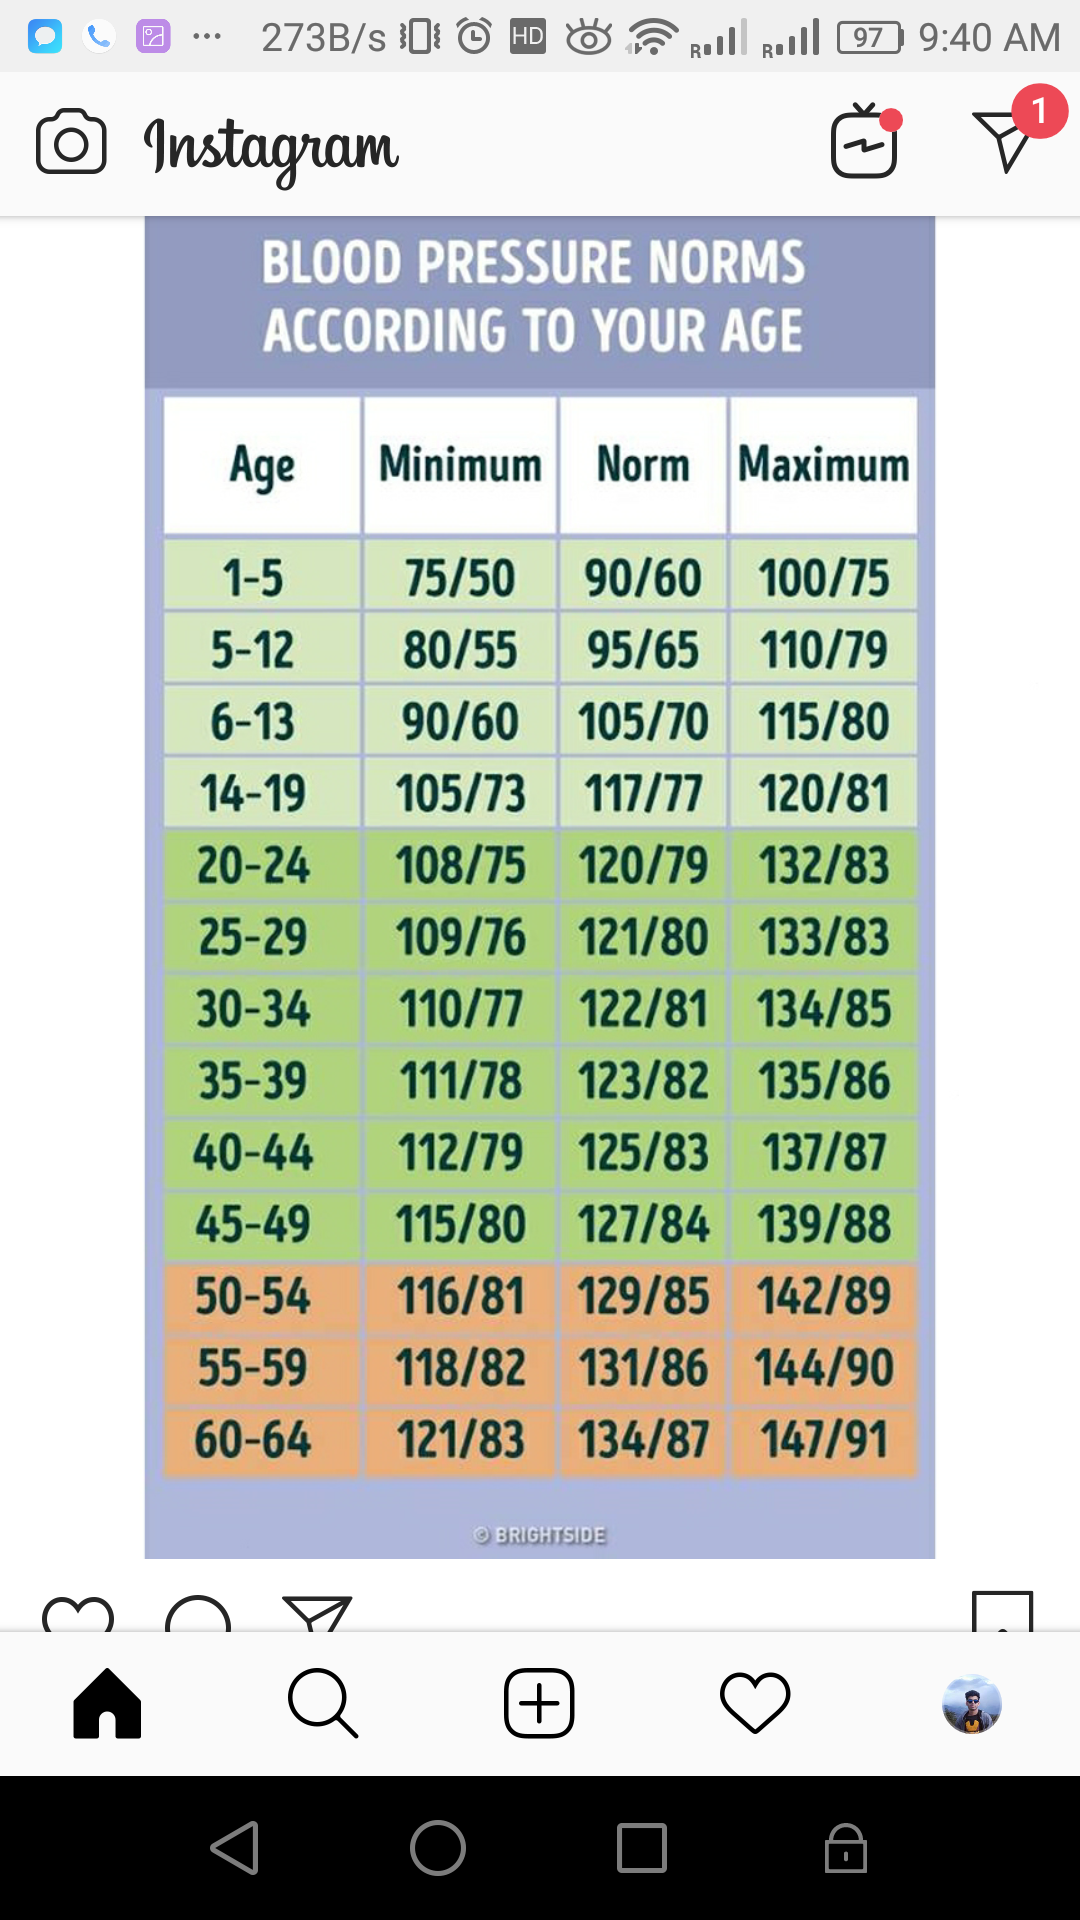 273B/s HD R R 97 9:40 AM
Instagram 1
BLOOD PRESSURE NORMS
ACCORDING TO YOUR AGE
Age Minimum Norm Maximum
1-5 75/50 90/60 100/75
5-12 80/55 95/65 110/79
6-13 90/60 105/70 115/80
14-19 105/73 117/77 120/81
20-24 108/75 120/79 132/83
25-29 109/76 121/80 133/83
30-34 110/77 122/81 134/85
35-39 111/78 123/82 135/86
40-44 112/79 125/83 137/87
45-49 115/80 127/84 139/88
50-54 116/81 129/85 142/89
55-59 118/82 131/86 144/90
60-64 121/83 134/87 147/91
© BRIGHTSIDE